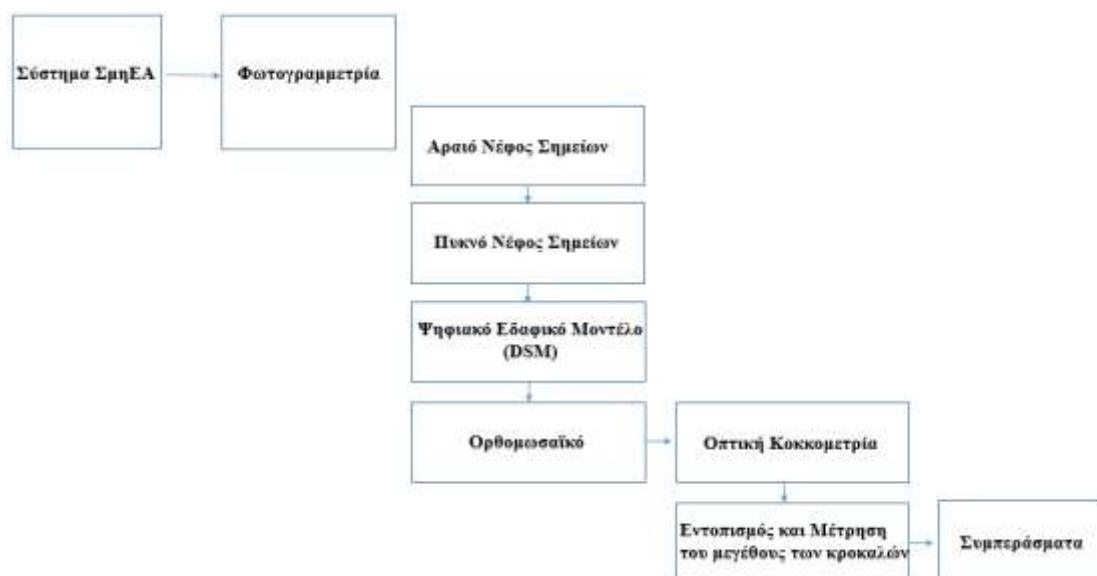 Σύστημα ΣμηΕΑ
Φωτογραμμετρία
Αραιό Νέφος Σημείων
Πυκνό Νέφος Σημείων
Ψηφιακό Εδαφικό Μοντέλο
(DSM)
Ορθομωσαϊκό
Οπτική Κοκκομετρία
Εντοπισμός και Μέτρηση
του μεγέθους των κροκαλών
Συμπεράσματα